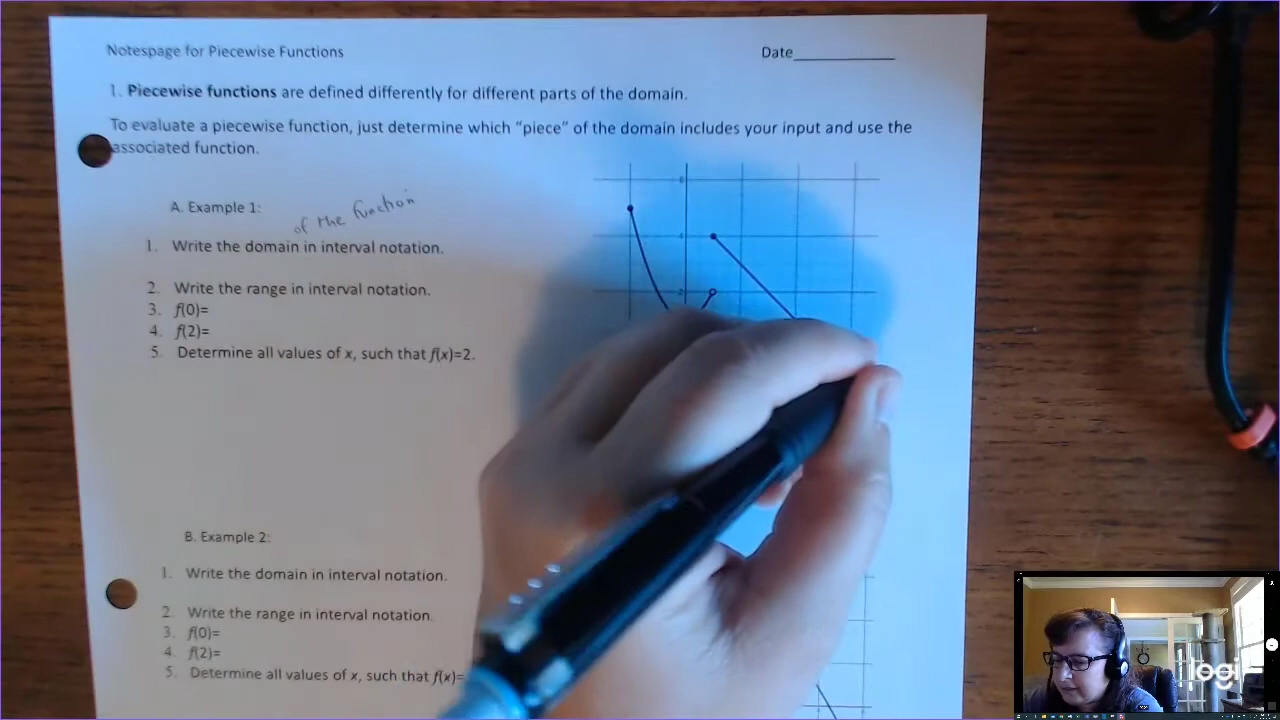 Notespage for Piecewise Functions Date__________
1. Piecewise functions are defined differently for different parts of the domain.
To evaluate a piecewise function, just determine which “piece” of the domain includes your input and use the
associated function.
A. Example 1:
of the function
1. Write the domain in interval notation.
2. Write the range in interval notation.
3. f(0)=
4. f(2)=
5. Determine all values of x, such that f(x)=2.
B. Example 2:
1. Write the domain in interval notation.
2. Write the range in interval notation.
3. f(0)=
4. f(2)=
5. Determine all values of x, such that f(x)=
6
4
2
logi